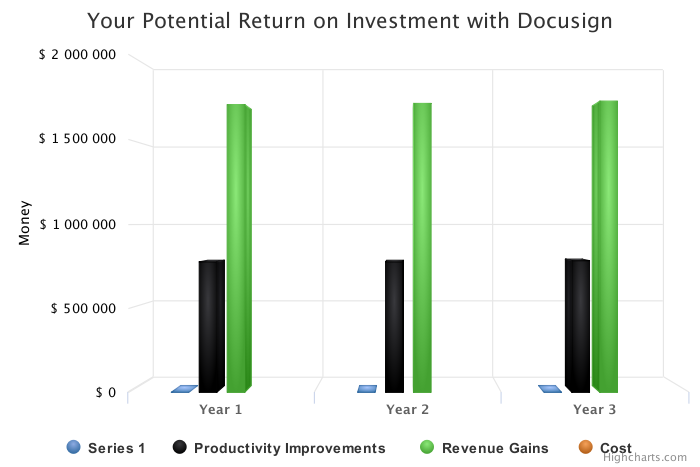 Your Potential Return on Investment with Docusign
$ 2 000 000
$ 1 500 000
$ 1 000 000
$ 500 000
$ 0
Money
Year 1
Year 2
Year 3
Series 1
Productivity Improvements
Revenue Gains
Cost
Highcharts.com